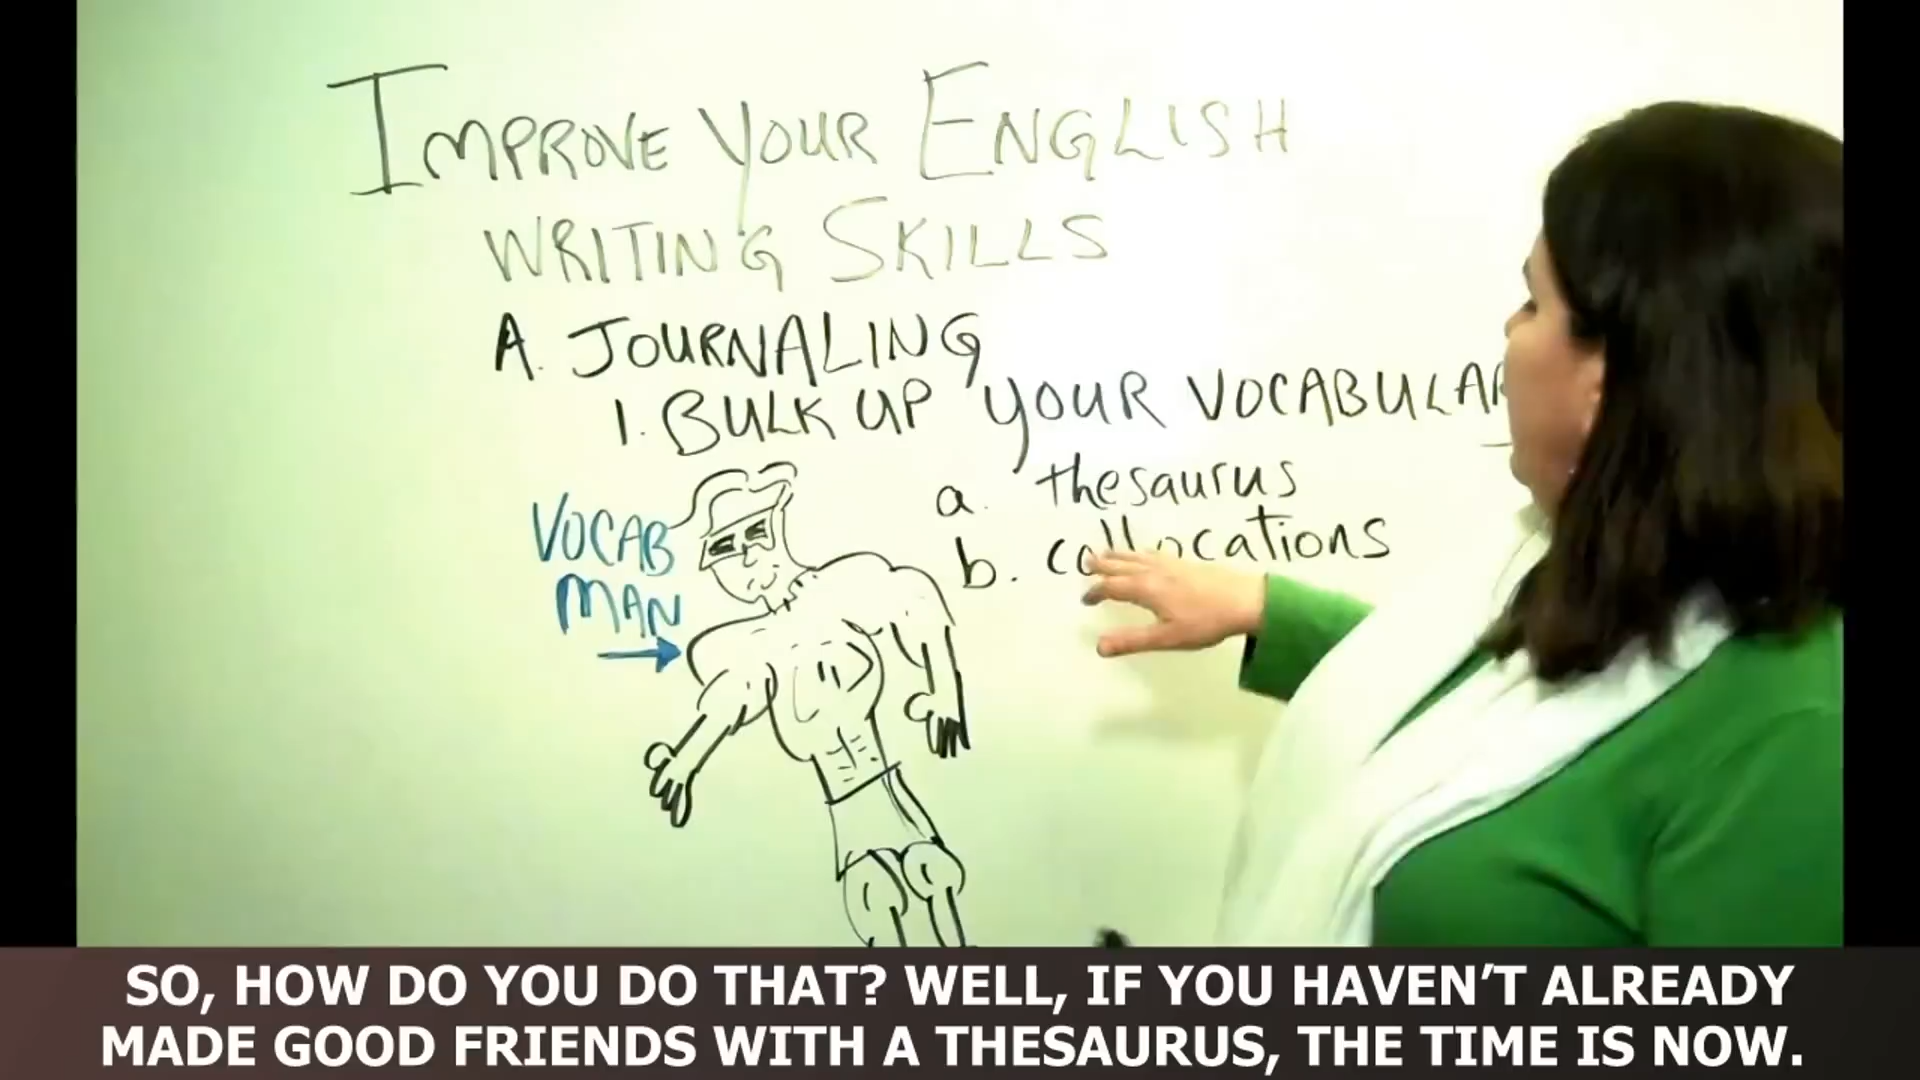 IMPROVE YOUR ENGLISH
WRITING SKILLS
A. JOURNALING
1. BULK UP YOUR VOCABULAR
a. thesaurus
b. collocations
VOCAB
MAN
SO, HOW DO YOU DO THAT? WELL, IF YOU HAVEN’T ALREADY
MADE GOOD FRIENDS WITH A THESAURUS, THE TIME IS NOW.